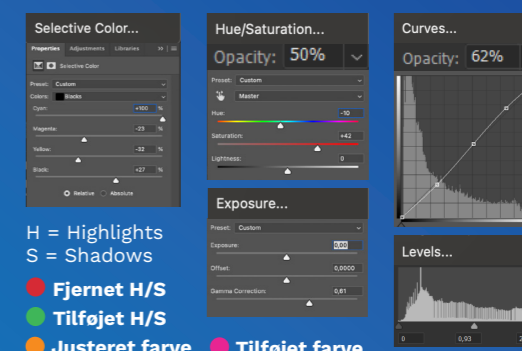 Selective Color...
Properties Adjustments Libraries
Selective Color
Preset: Custom
Colors: Blacks
Cyan: +100 %
Magenta: -23 %
Yellow: -32 %
Black: +27 %
Relative Absolute
H = Highlights
S = Shadows
Fjernet H/S
Tilføjet H/S
Justeret farve
Hue/Saturation...
Opacity: 50%
Preset: Custom
Master
Hue: -10
Saturation: +42
Lightness: 0
Exposure...
Preset: Custom
Exposure: 0,00
Offset: 0,0000
Gamma Correction: 0,61
Tilføjet farve
Curves...
Opacity: 62%
Levels...
0 0,93